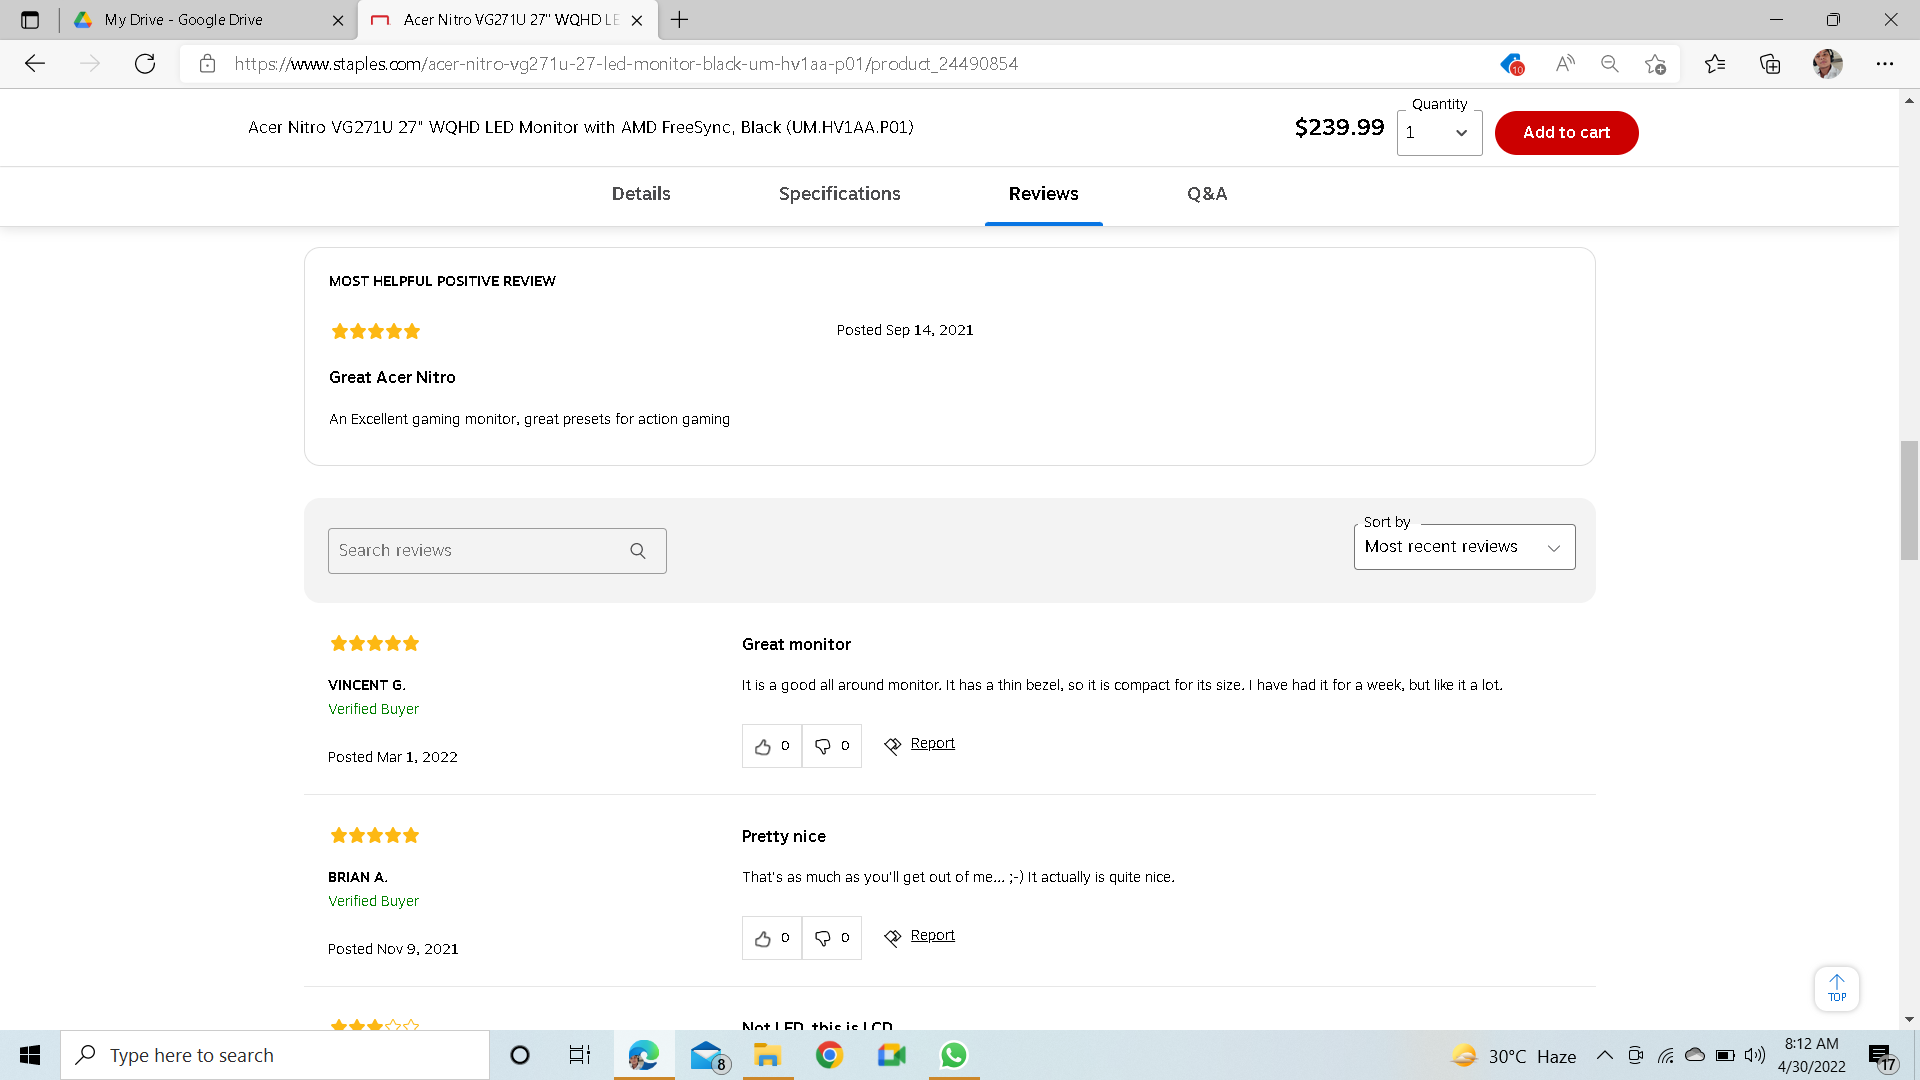 My Drive - Google Drive
Acer Nitro VG271U 27" WQHD LE
https://www.staples.com/acer-nitro-vg271u-27-led-monitor-black-um-hv1aa-p01/product_24490854
10
Acer Nitro VG271U 27" WQHD LED Monitor with AMD FreeSync, Black (UM.HV1AA.P01)
$239.99
Quantity
1
Add to cart
Details
Specifications
Reviews
Q&A
MOST HELPFUL POSITIVE REVIEW
Posted Sep 14, 2021
Great Acer Nitro
An Excellent gaming monitor, great presets for action gaming
Search reviews
Sort by
Most recent reviews
Great monitor
VINCENT G.
Verified Buyer
Posted Mar 1, 2022
It is a good all around monitor. It has a thin bezel, so it is compact for its size. I have had it for a week, but like it a lot.
0
0
Report
Pretty nice
BRIAN A.
Verified Buyer
Posted Nov 9, 2021
That's as much as you'll get out of me... ;-) It actually is quite nice.
0
0
Report
TOP
Not LED, this is LCD
Type here to search
8
30°C Haze
8:12 AM
4/30/2022
17